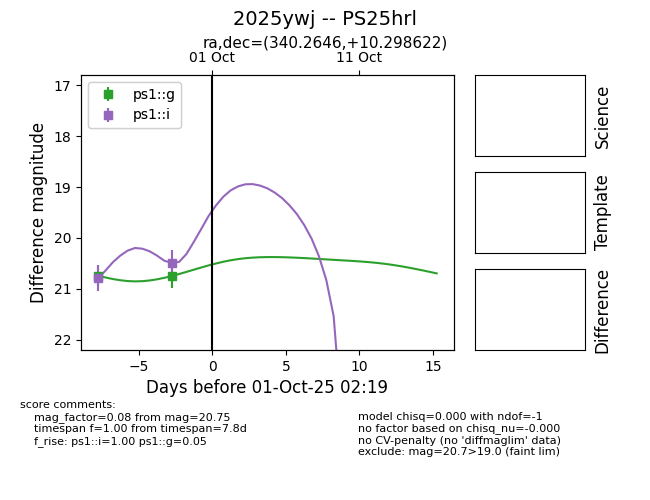 2025ywj -- PS25hrl
ra,dec=(340.2646,+10.298622)
01 Oct
11 Oct
ps1::g
ps1::i
17
18
19
20
21
22
Difference magnitude
−5
0
5
10
15
Days before 01-Oct-25 02:19
Science
Template
Difference
score comments:
mag_factor=0.08 from mag=20.75
timespan f=1.00 from timespan=7.8d
f_rise: ps1::i=1.00 ps1::g=0.05
model chisq=0.000 with ndof=-1
no factor based on chisq_nu=-0.000
no CV-penalty (no 'diffmaglim' data)
exclude: mag=20.7>19.0 (faint lim)